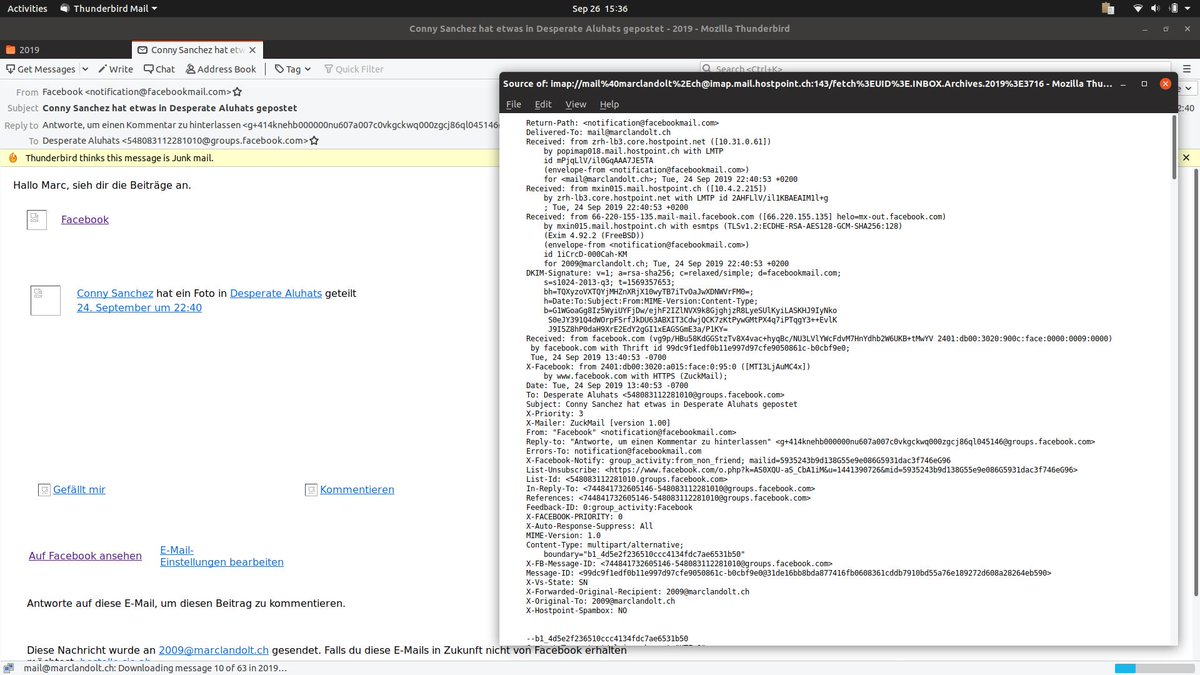 Activities Thunderbird Mail Sep 26 15:36
Conny Sanchez hat etwas in Desperate Aluhats gepostet - 2019 - Mozilla Thunderbird
2019 Conny Sanchez hat etw
Get Messages Write Chat Address Book Tag Quick Filter Search <Ctrl+K>
From Facebook <notification@facebookmail.com>
Subject Conny Sanchez hat etwas in Desperate Aluhats gepostet
Reply to Antworte, um einen Kommentar zu hinterlassen <g+414knehb000000nu607a007c0vkgckwq000zgcj86ql045146
To Desperate Aluhats <548083112281010@groups.facebook.com>
Thunderbird thinks this message is Junk mail.
Hallo Marc, sieh dir die Beiträge an.
Facebook
Conny Sanchez hat ein Foto in Desperate Aluhats geteilt
24. September um 22:40
Gefällt mir Kommentieren
Auf Facebook ansehen E-Mail-
Einstellungen bearbeiten
Antworte auf diese E-Mail, um diesen Beitrag zu kommentieren.
Diese Nachricht wurde an 2009@marclandolt.ch gesendet. Falls du diese E-Mails in Zukunft nicht von Facebook erhalten
mail@marclandolt.ch: Downloading message 10 of 63 in 2019…
Source of: imap://mail%40marclandolt%2Ech@imap.mail.hostpoint.ch:143/fetch%3EUID%3E.INBOX.Archives.2019%3E3716 - Mozilla Thu...
File Edit View Help
Return-Path: <notification@facebookmail.com>
Delivered-To: mail@marclandolt.ch
Received: from zrh-lb3.core.hostpoint.net ([10.31.0.61])
by popimap018.mail.hostpoint.ch with LMTP
id mPjqLlV/il0GqAAA7JE5TA
(envelope-from <notification@facebookmail.com>)
for <mail@marclandolt.ch>; Tue, 24 Sep 2019 22:40:53 +0200
Received: from mxin015.mail.hostpoint.ch ([10.4.2.215])
by zrh-lb3.core.hostpoint.net with LMTP id 2AHFLlV/il1KBAEAIM1l+g
; Tue, 24 Sep 2019 22:40:53 +0200
Received: from 66-220-155-135.mail-mail.facebook.com ([66.220.155.135] helo=mx-out.facebook.com)
by mxin015.mail.hostpoint.ch with esmtps (TLSv1.2:ECDHE-RSA-AES128-GCM-SHA256:128)
(Exim 4.92.2 (FreeBSD))
(envelope-from <notification@facebookmail.com>)
id 1iCrcD-000Cah-KM
for 2009@marclandolt.ch; Tue, 24 Sep 2019 22:40:53 +0200
DKIM-Signature: v=1; a=rsa-sha256; c=relaxed/simple; d=facebookmail.com;
s=s1024-2013-q3; t=1569357653;
bh=TQXyzoVXTQYjMHZnXRjX10wyTB7iTvOaJwXDNWVrFM0=;
h=Date:To:Subject:From:MIME-Version:Content-Type;
b=G1WGoaGg8Iz5WyiUYFjDw/ejhF2IZlNVX9k8GjghjzR8LyeSUlKyiLASKHJ9IyNko
S0eJY391Q4dWOrpFSrfJkDU63ABXIT3CdwjQCK7zKtPywGMtPX4q7iPTqgY3++EvlK
J9I5Z8hP0daH9XrE2EdY2gGI1xEAGSGmE3a/P1KY=
Received: from facebook.com (vg9p/HBu58KdGGStzTv8X4vac+hyqBc/NU3LVlYWcFdvM7HnYdhb2W6UKB+tMwYV 2401:db00:3020:900c:face:0000:0009:0000)
by facebook.com with Thrift id 99dc9f1edf0b11e997d97cfe9050861c-b0cbf9e0;
Tue, 24 Sep 2019 13:40:53 -0700
X-Facebook: from 2401:db00:3020:a015:face:0:95:0 ([MTI3LjAuMC4x])
by www.facebook.com with HTTPS (ZuckMail);
Date: Tue, 24 Sep 2019 13:40:53 -0700
To: Desperate Aluhats <548083112281010@groups.facebook.com>
Subject: Conny Sanchez hat etwas in Desperate Aluhats gepostet
X-Priority: 3
X-Mailer: ZuckMail [version 1.00]
From: "Facebook" <notification@facebookmail.com>
Reply-to: "Antworte, um einen Kommentar zu hinterlassen" <g+414knehb000000nu607a007c0vkgckwq000zgcj86ql045146@groups.facebook.com>
Errors-To: notification@facebookmail.com
X-Facebook-Notify: group_activity:from_non_friend; mailid=5935243b9d138G55e9e086G5931dac3f746eG96
List-Unsubscribe: <https://www.facebook.com/o.php?k=AS0XQU-aS_CbA1iM&u=1441390726&mid=5935243b9d138G55e9e086G5931dac3f746eG96>
List-Id: <548083112281010.groups.facebook.com>
In-Reply-To: <744841732605146-548083112281010@groups.facebook.com>
References: <744841732605146-548083112281010@groups.facebook.com>
Feedback-ID: 0:group_activity:Facebook
X-FACEBOOK-PRIORITY: 0
X-Auto-Response-Suppress: All
MIME-Version: 1.0
Content-Type: multipart/alternative;
boundary="b1_4d5e2f236510ccc4134fdc7ae6531b50"
X-FB-Message-ID: <744841732605146-548083112281010@groups.facebook.com>
Message-ID: <99dc9f1edf0b11e997d97cfe9050861c-b0cbf9e0@31de16bb8bda877416fb0608361cddb7910bd55a76e189272d608a28264eb590>
X-Vs-State: SN
X-Forwarded-Original-Recipient: 2009@marclandolt.ch
X-Original-To: 2009@marclandolt.ch
X-Hostpoint-Spambox: NO
--b1_4d5e2f236510ccc4134fdc7ae6531b50